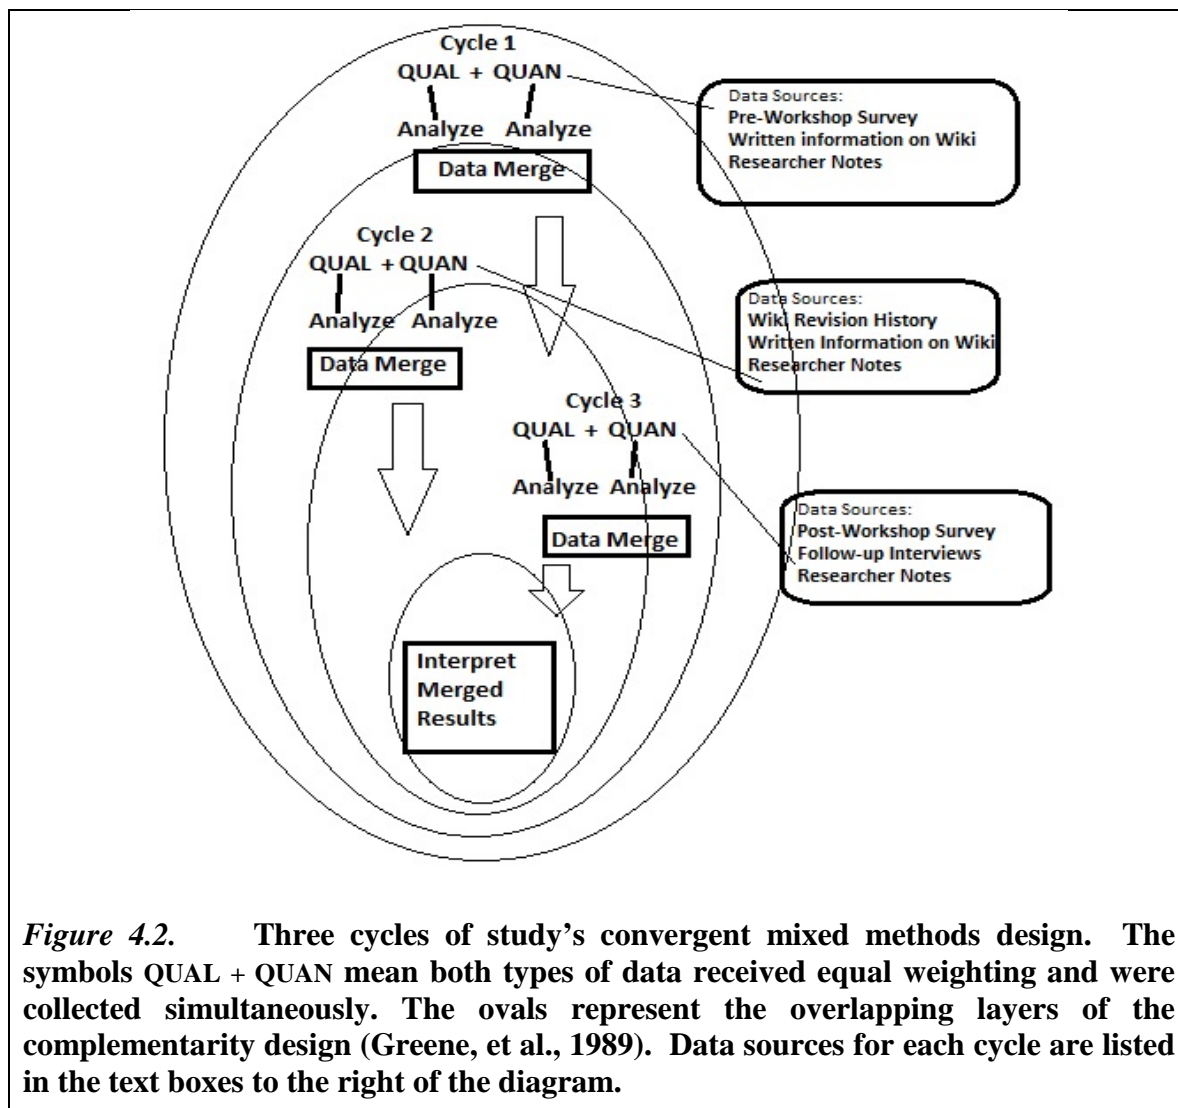 Cycle 1
QUAL + QUAN
Analyze Analyze
Data Merge
Data Sources:
Pre-Workshop Survey
Written information on Wiki
Researcher Notes
Cycle 2
QUAL + QUAN
Analyze Analyze
Data Merge
Data Sources:
Wiki Revision History
Written Information on Wiki
Researcher Notes
Cycle 3
QUAL + QUAN
Analyze Analyze
Data Merge
Data Sources:
Post-Workshop Survey
Follow-up Interviews
Researcher Notes
Interpret
Merged
Results
Figure 4.2. Three cycles of study’s convergent mixed methods design. The
symbols QUAL + QUAN mean both types of data received equal weighting and were
collected simultaneously. The ovals represent the overlapping layers of the
complementarity design (Greene, et al., 1989). Data sources for each cycle are listed
in the text boxes to the right of the diagram.